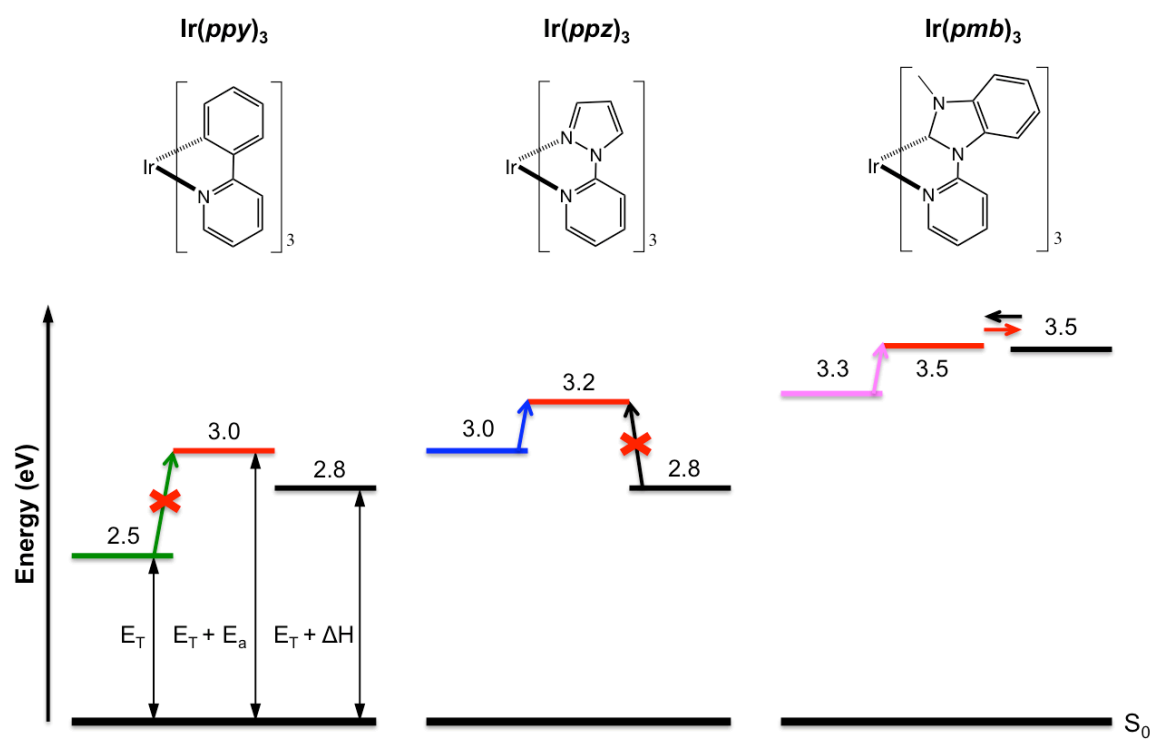 Ir(ppy)3 Ir(ppz)3 Ir(pmb)3
Ir N 3
Ir N N N 3
Ir N N N 3
Energy (eV)
2.5 3.0 2.8
3.0 3.2 2.8
3.3 3.5 3.5
ET ET + Ea ET + ΔH
S0